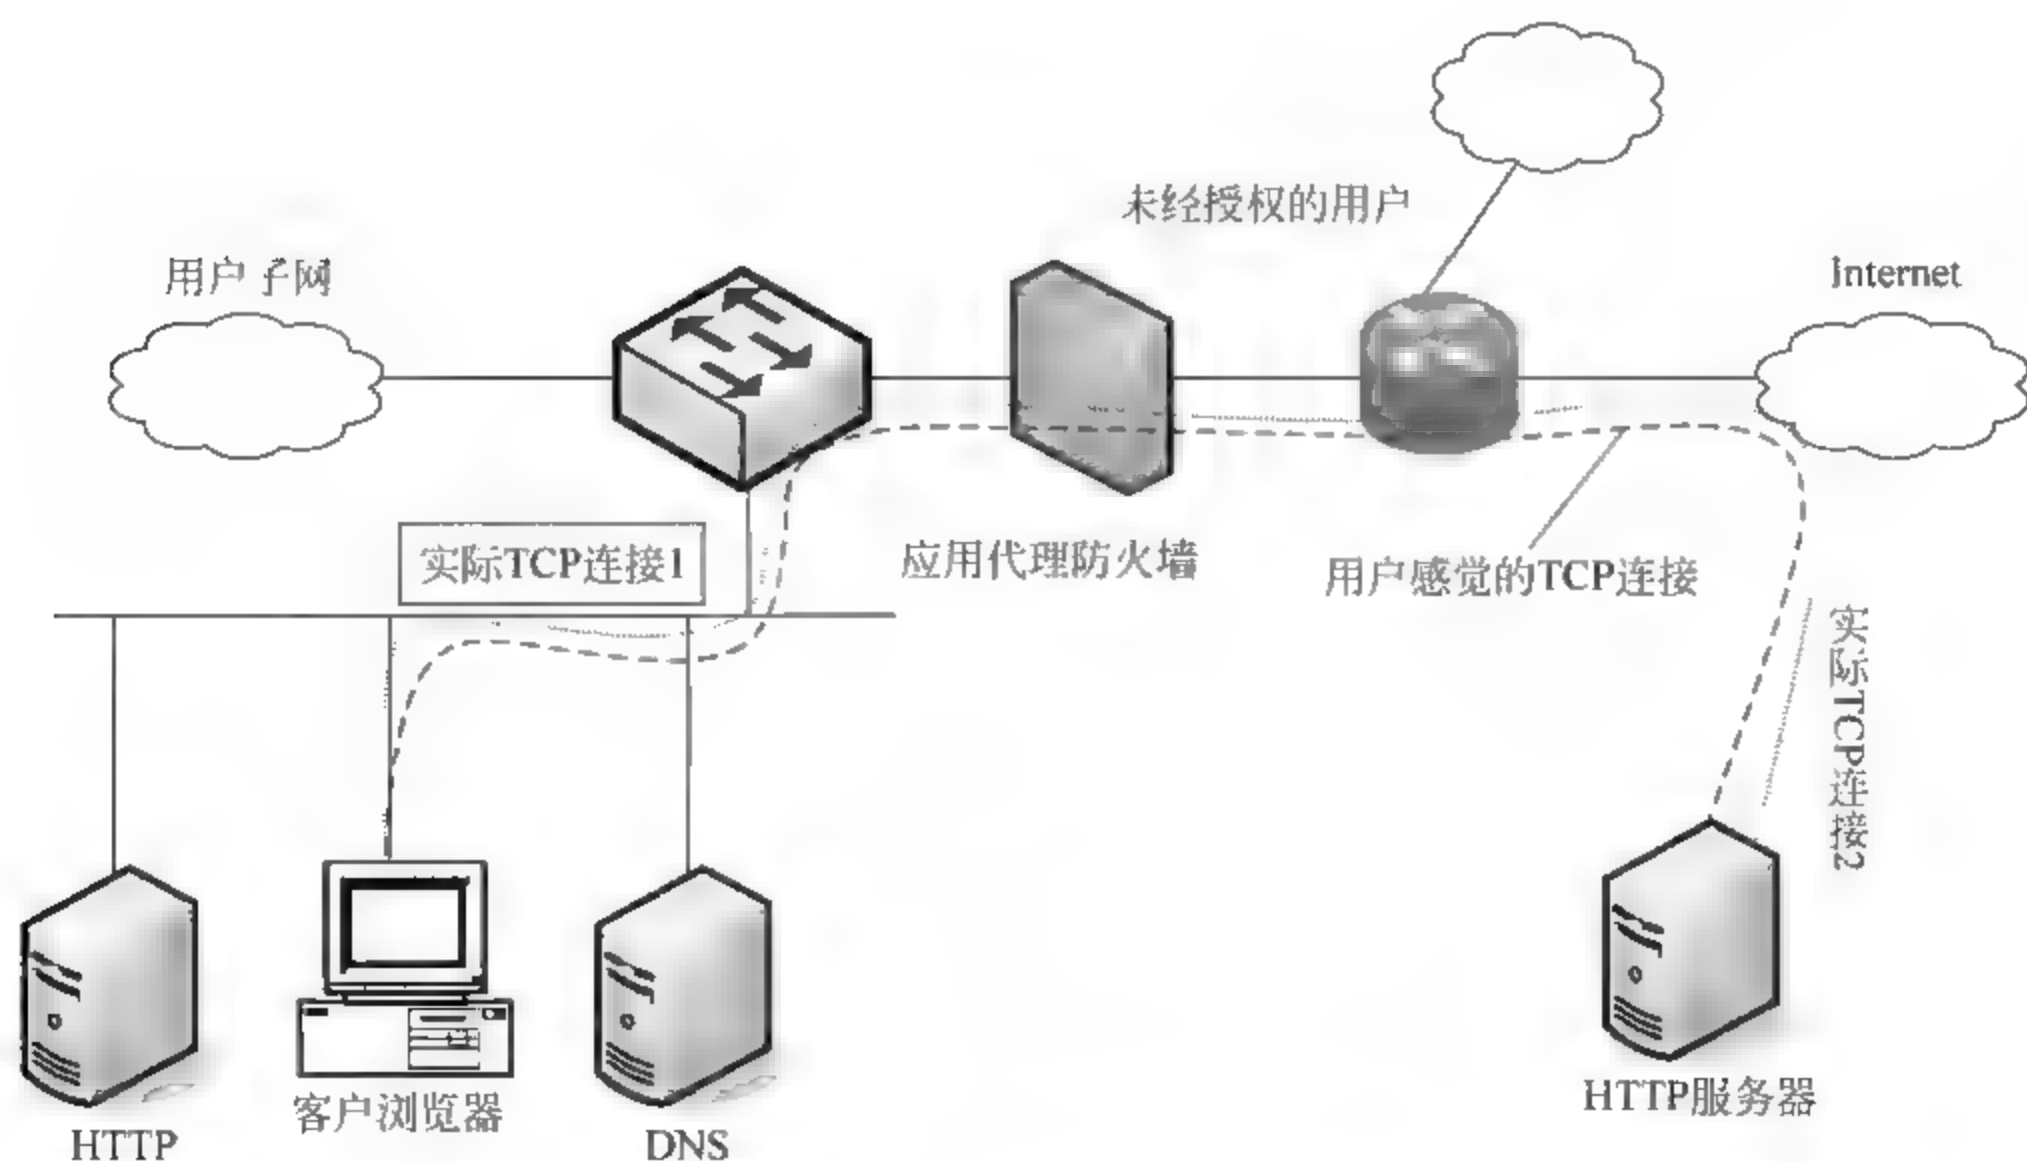 未经授权的用户
用户子网
Internet
实际TCP连接1
应用代理防火墙
用户感觉的TCP连接
实际TCP连接2
客户浏览器
HTTP服务器
HTTP
DNS